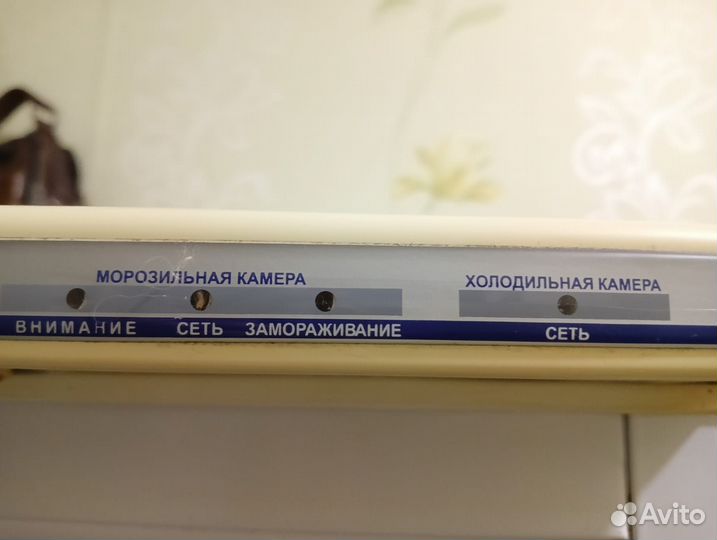 МОРОЗИЛЬНАЯ КАМЕРА
ХОЛОДИЛЬНАЯ КАМЕРА
ВНИМАНИЕ СЕТЬ ЗАМОРАЖИВАНИЕ
СЕТЬ
Avito